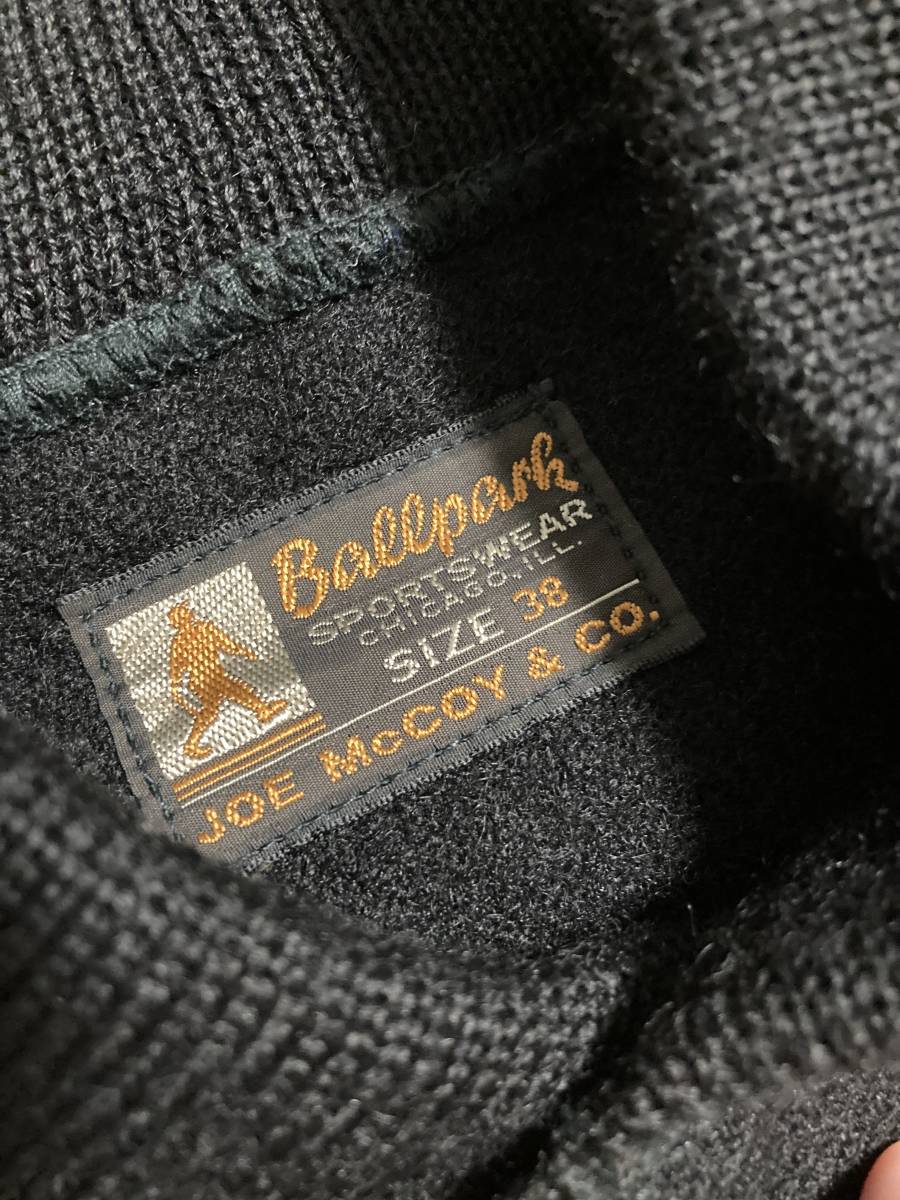 Ballpark
SPORTSWEAR
CHICAGO.ILL.
SIZE 38
JOE McCOY & CO.